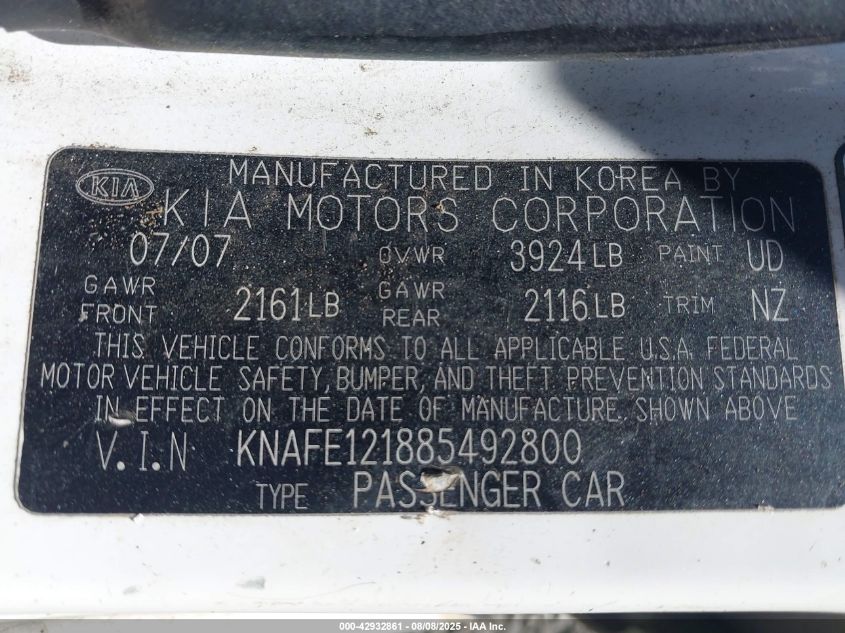 KIA
MANUFACTURED IN KOREA BY
KIA MOTORS CORPORATION
07/07 GVWR 3924LB PAINT UD
GAWR FRONT 2161LB GAWR REAR 2116LB TRIM NZ
THIS VEHICLE CONFORMS TO ALL APPLICABLE U.S.A. FEDERAL
MOTOR VEHICLE SAFETY, BUMPER, AND THEFT PREVENTION STANDARDS
IN EFFECT ON THE DATE OF MANUFACTURE SHOWN ABOVE
V.I.N KNAFE121885492800
TYPE PASSENGER CAR
000-42932861 - 08/08/2025 - IAA Inc.